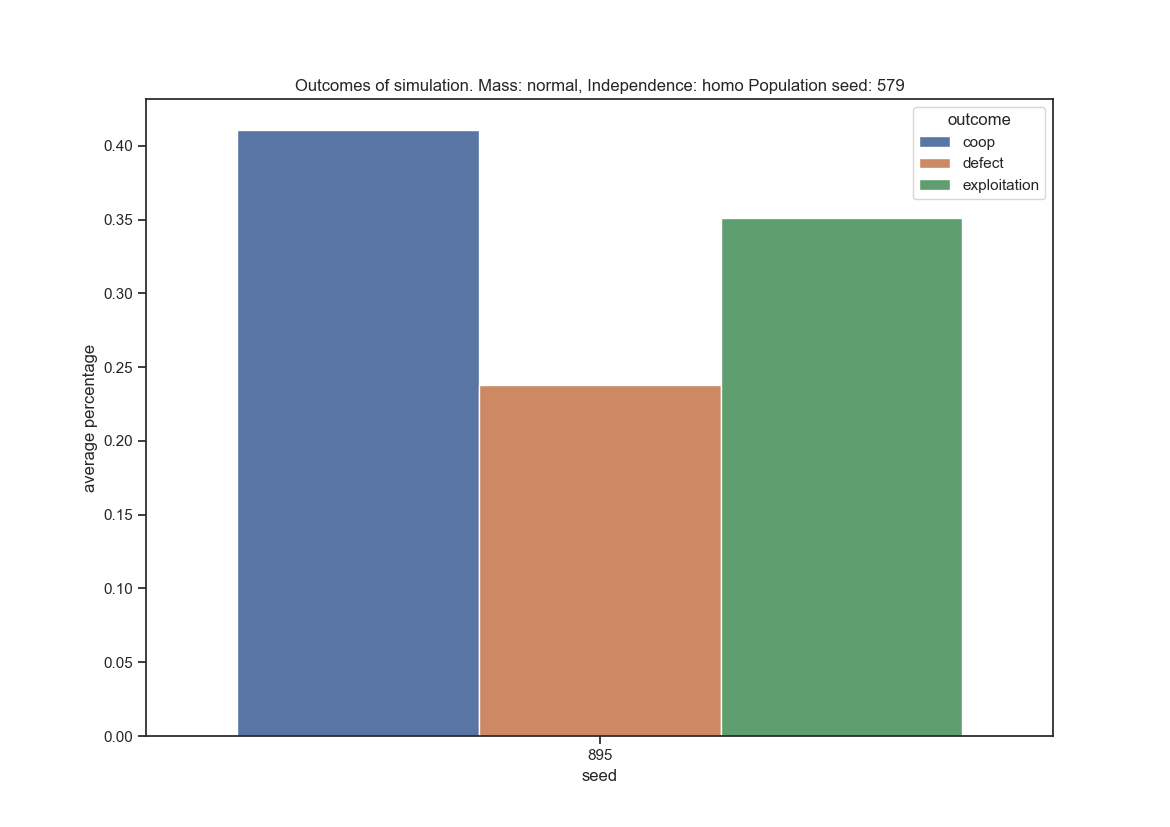 Outcomes of simulation. Mass: normal, Independence: homo Population seed: 579
outcome
coop
defect
exploitation
0.40
0.35
0.30
0.25
0.20
0.15
0.10
0.05
0.00
average percentage
895
seed